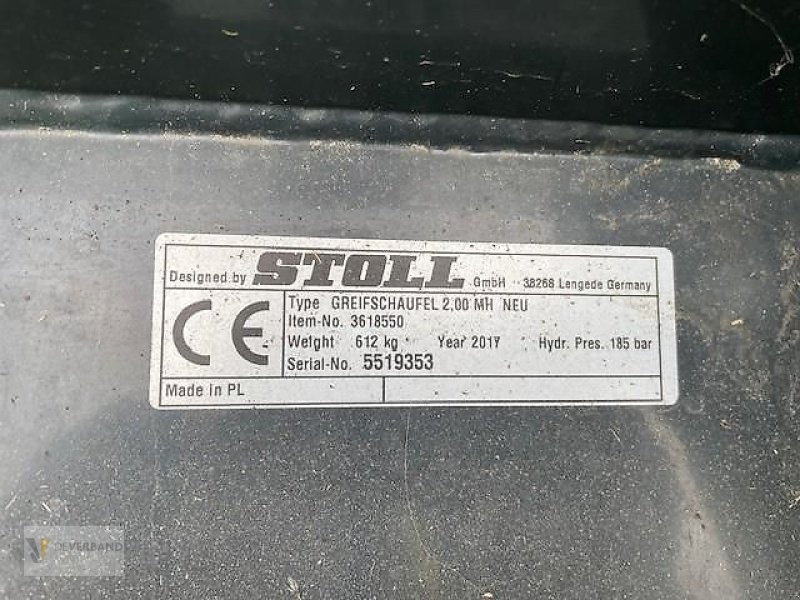 Designed by STOLL GmbH 38268 Lengede Germany
CE
Type GREIFSCHAUFEL 2,00 MH NEU
Item-No. 3618550
Weight 612 kg Year 2017 Hydr. Pres. 185 bar
Serial-No. 5519353
Made in PL
DEVERBAND